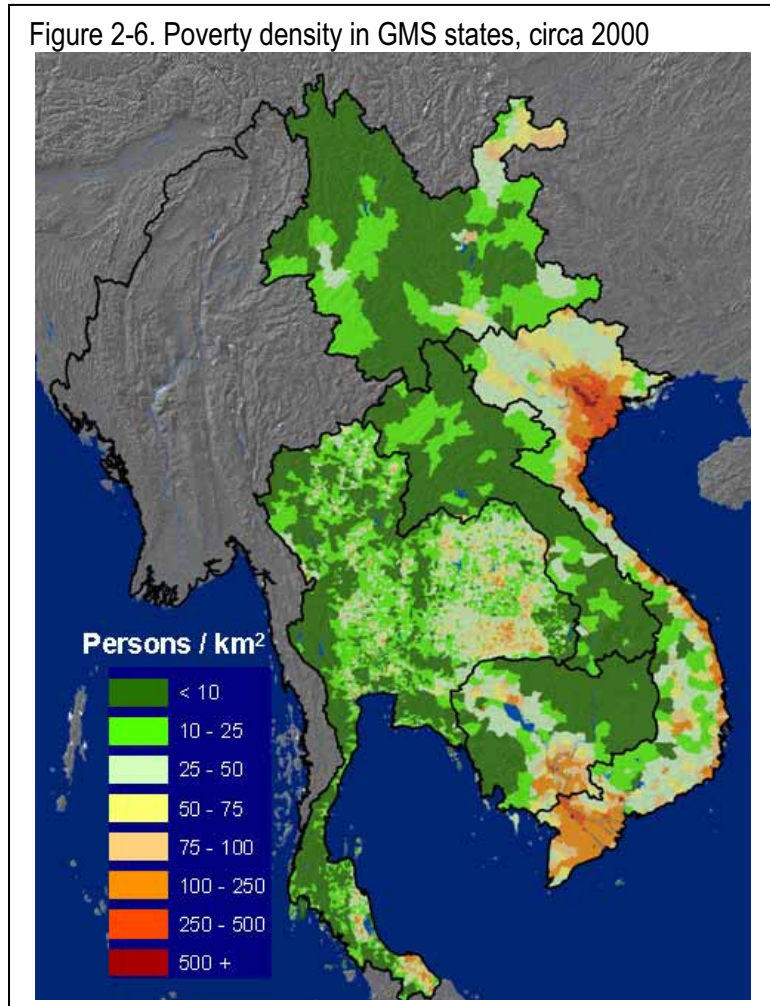 Figure 2-6. Poverty density in GMS states, circa 2000
Persons / km²
< 10
10 - 25
25 - 50
50 - 75
75 - 100
100 - 250
250 - 500
500 +